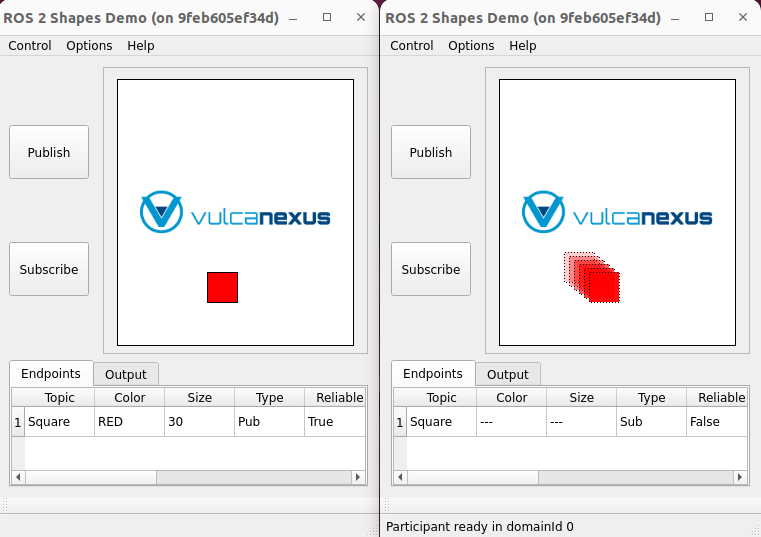 ROS 2 Shapes Demo (on 9feb605ef34d)
Control Options Help
Publish
vulcanexus
Subscribe
Endpoints Output
Topic Color Size Type Reliable
1 Square RED 30 Pub True
ROS 2 Shapes Demo (on 9feb605ef34d)
Control Options Help
Publish
vulcanexus
Subscribe
Endpoints Output
Topic Color Size Type Reliable
1 Square --- --- Sub False
Participant ready in domainId 0